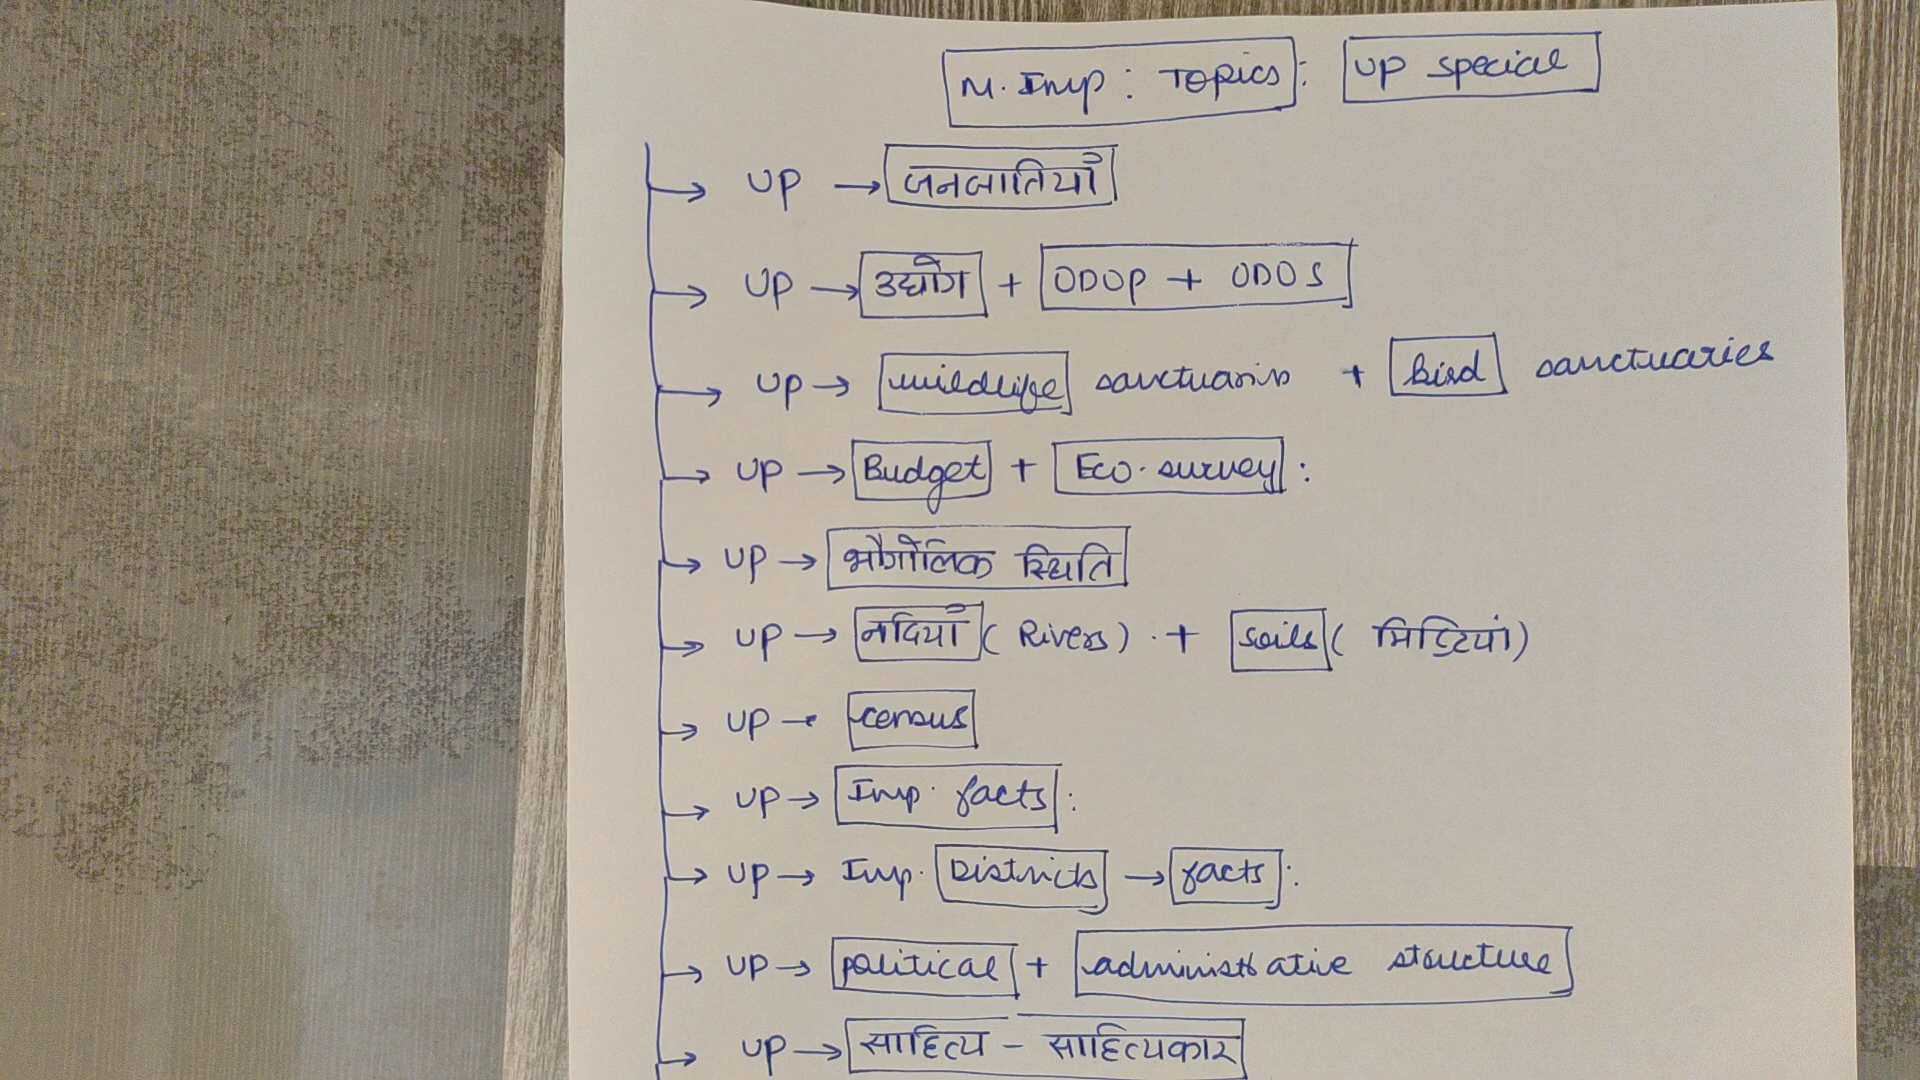 M. Imp: Topics: UP special
→ UP → जनजातियाँ
→ UP → उद्योग + ODOP + ODOS
→ UP → wildlife sanctuaries + bird sanctuaries
→ UP → Budget + Eco. survey:
→ UP → भौगोलिक स्थिति
→ UP → नदियाँ (Rivers) + soils (मिट्टियां)
→ UP → census
→ UP → Imp. facts:
→ UP → Imp. Districts → facts:
→ UP → political + administrative structure
→ UP → साहित्य - साहित्यकार